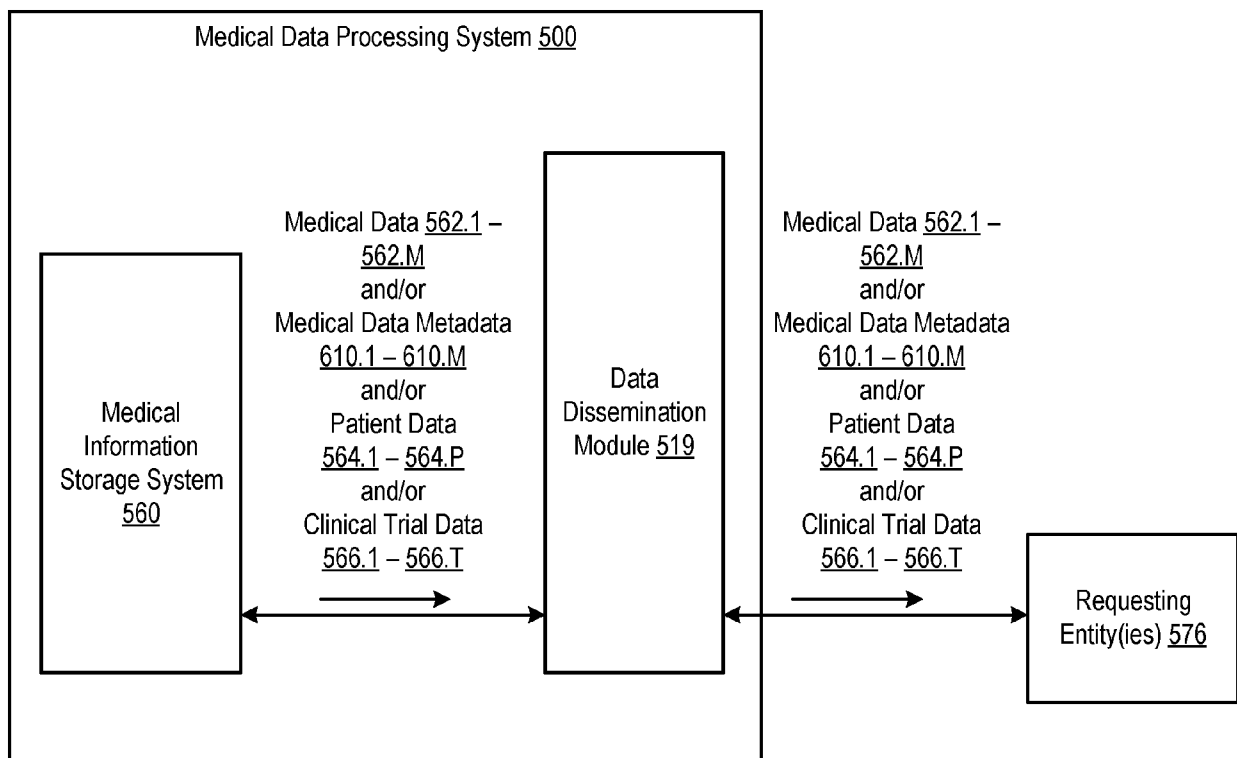 Medical Data Processing System 500
Medical
Information
Storage System
560
Medical Data 562.1 –
562.M
and/or
Medical Data Metadata
610.1 – 610.M
and/or
Patient Data
564.1 – 564.P
and/or
Clinical Trial Data
566.1 – 566.T
Data
Dissemination
Module 519
Medical Data 562.1 –
562.M
and/or
Medical Data Metadata
610.1 – 610.M
and/or
Patient Data
564.1 – 564.P
and/or
Clinical Trial Data
566.1 – 566.T
Requesting
Entity(ies) 576